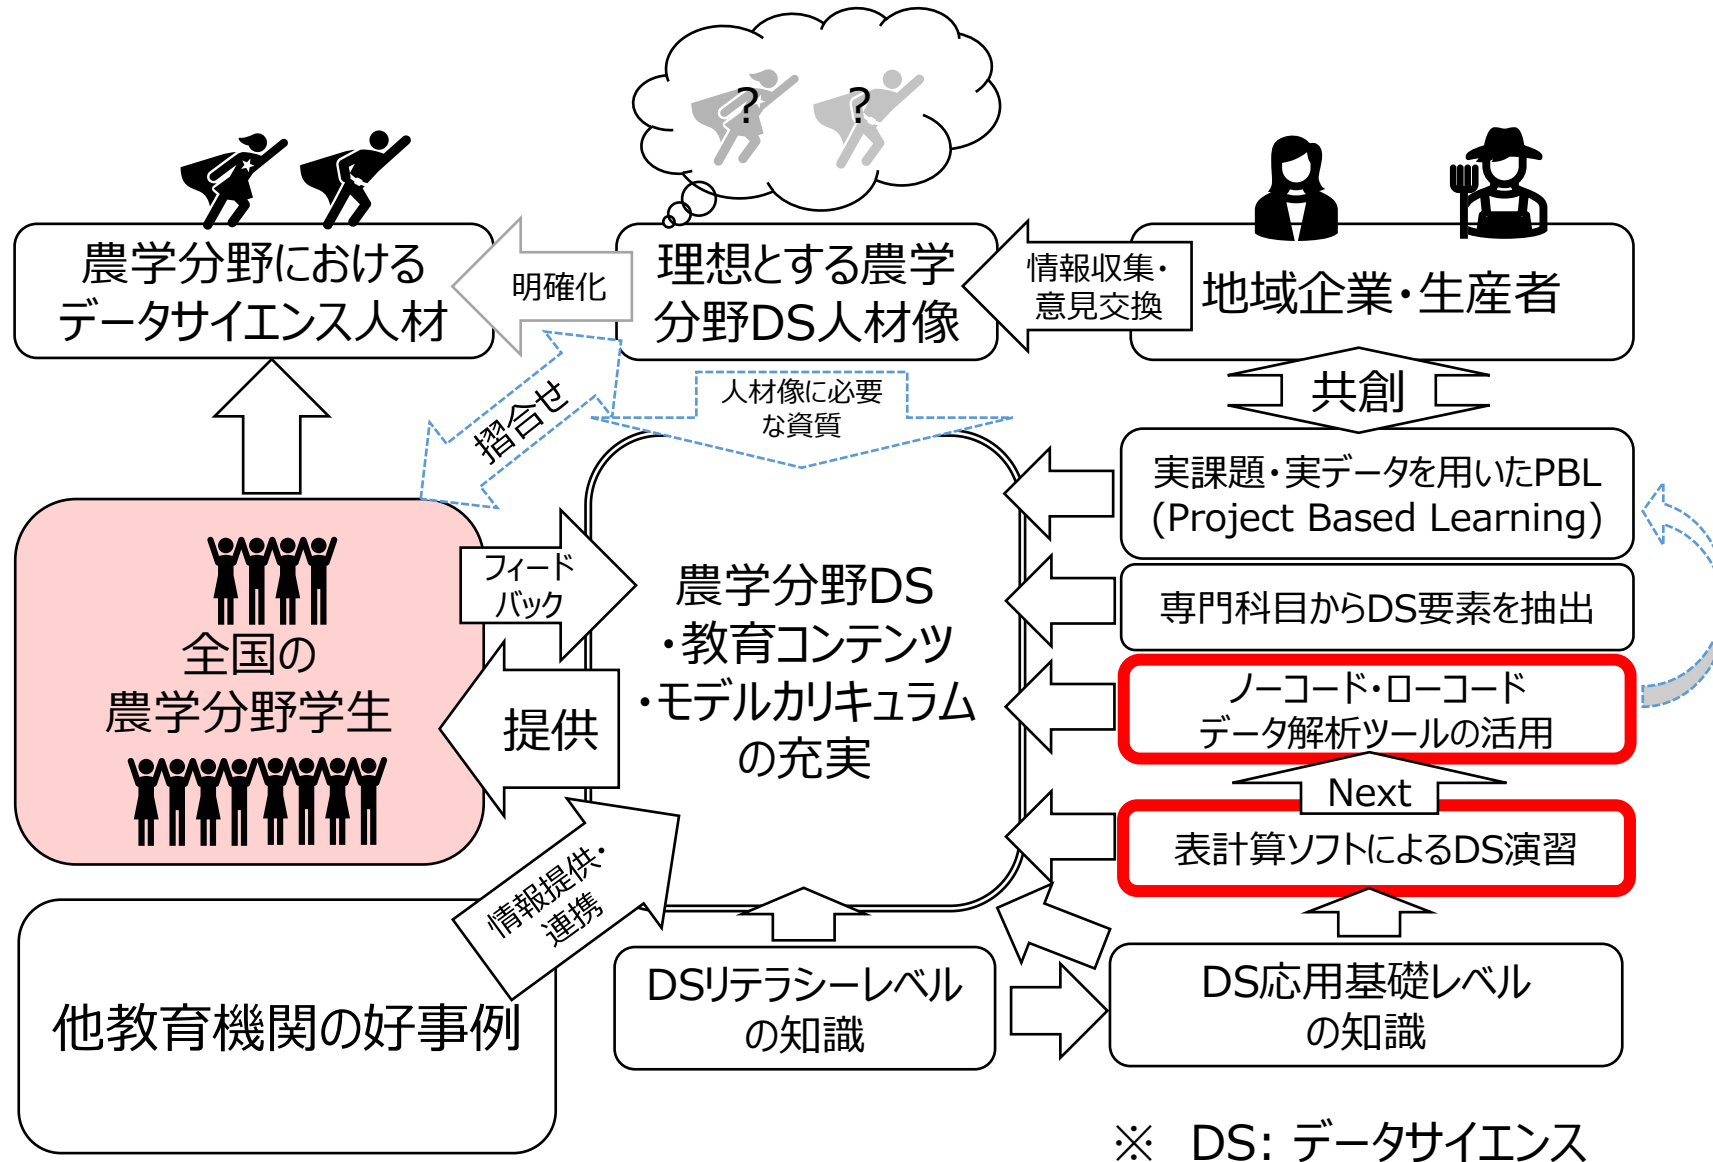 ?
?
農学分野における
データサイエンス人材
明確化
理想とする農学
分野DS人材像
情報収集・
意見交換
地域企業・生産者
摺合せ
人材像に必要
な資質
共創
実課題・実データを用いたPBL
(Project Based Learning)
フィード
バック
農学分野DS
・教育コンテンツ
・モデルカリキュラム
の充実
専門科目からDS要素を抽出
全国の
農学分野学生
提供
ノーコード・ローコード
データ解析ツールの活用
Next
表計算ソフトによるDS演習
情報提供・
連携
他教育機関の好事例
DSリテラシーレベル
の知識
DS応用基礎レベル
の知識
※ DS: データサイエンス